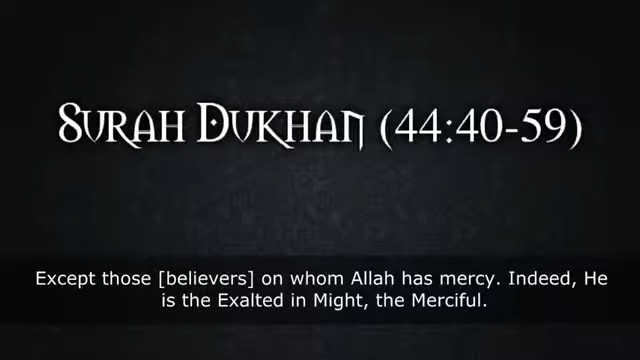 Surah Dukhan (44:40-59)
Except those [believers] on whom Allah has mercy. Indeed, He
is the Exalted in Might, the Merciful.